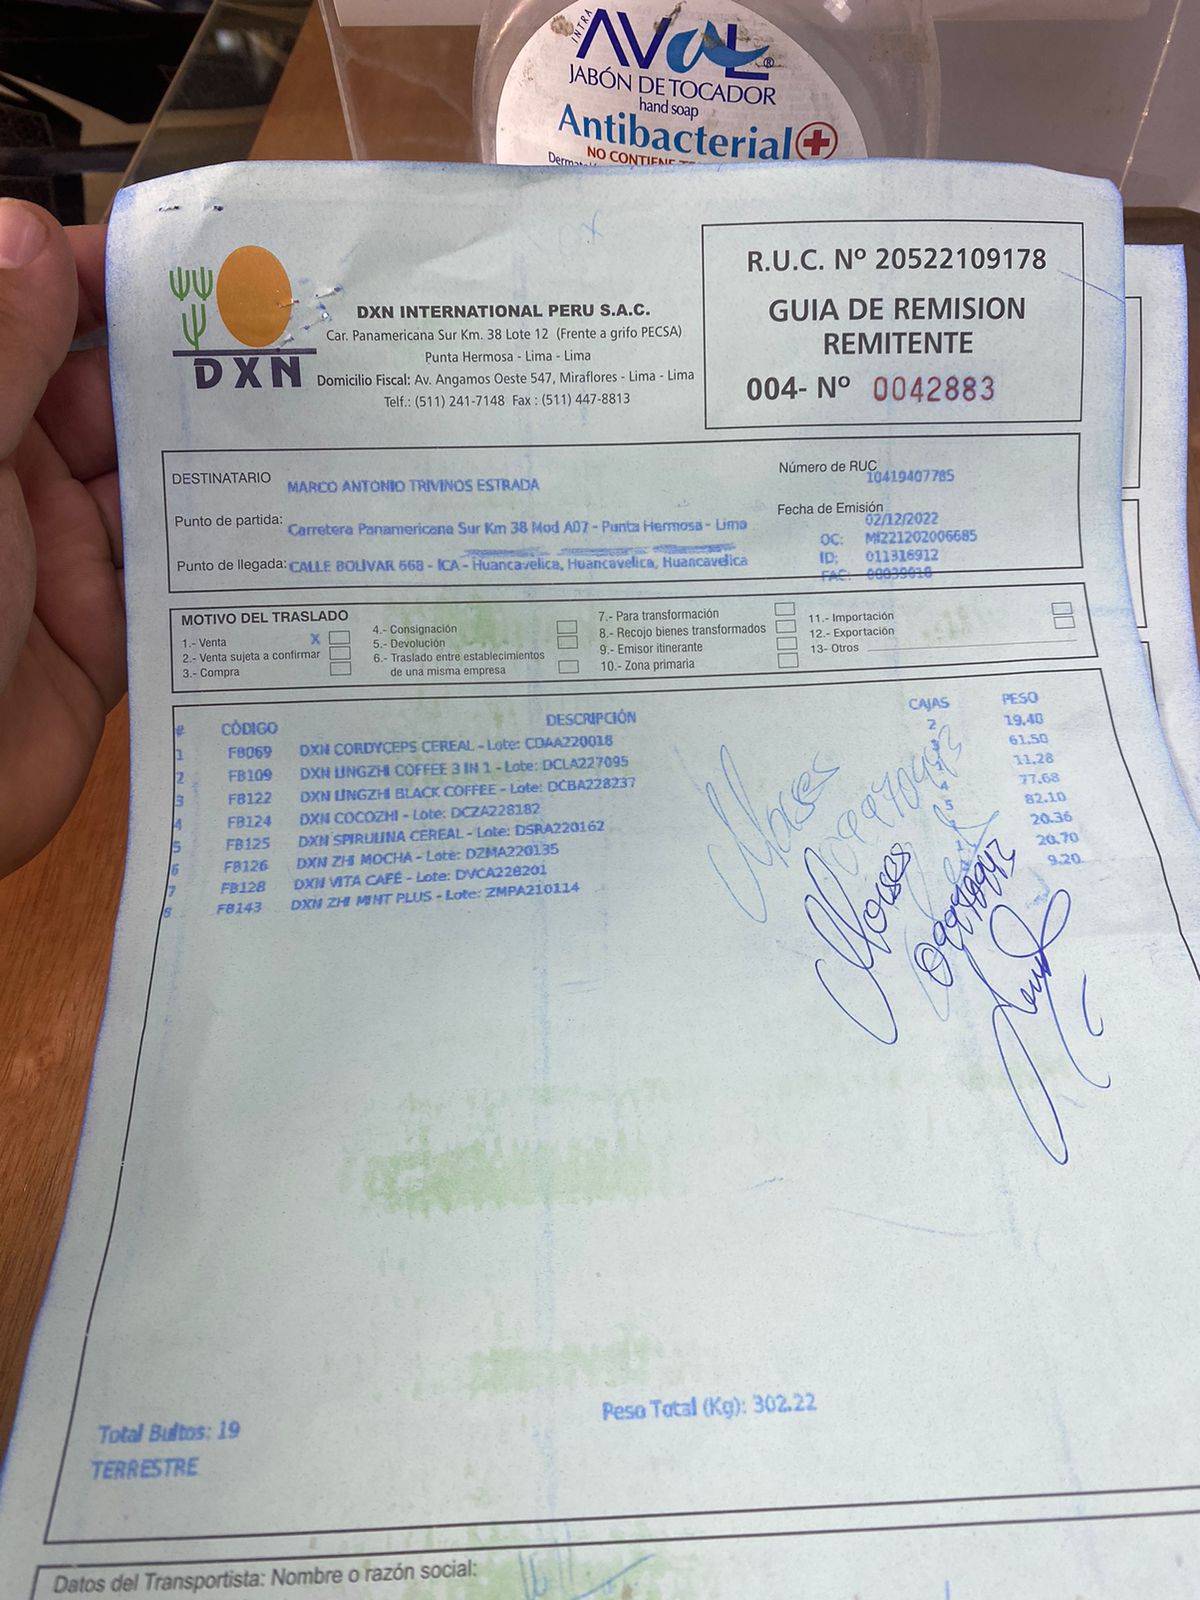 INTRA
AVAL®
JABÓN DE TOCADOR
hand soap
Antibacterial
NO CONTIENE
DXN
DXN INTERNATIONAL PERU S.A.C.
Car. Panamericana Sur Km. 38 Lote 12 (Frente a grifo PECSA)
Punta Hermosa - Lima - Lima
Domicilio Fiscal: Av. Angamos Oeste 547, Miraflores - Lima - Lima
Telf.: (511) 241-7148 Fax : (511) 447-8813
R.U.C. Nº 20522109178
GUIA DE REMISION
REMITENTE
004- Nº 0042883
DESTINATARIO MARCO ANTONIO TRIVINOS ESTRADA
Número de RUC 10419407785
Punto de partida: Carretera Panamericana Sur Km 38 Mod A07 - Punta Hermosa - Lima
Fecha de Emisión 02/12/2022
OC: MI221202006685
Punto de llegada: CALLE BOLIVAR 668 - ICA - Huancavelica, Huancavelica, Huancavelica
ID: 011316912
FAC: 00039018
MOTIVO DEL TRASLADO
1.- Venta X
2.- Venta sujeta a confirmar
3.- Compra
4.- Consignación
5.- Devolución
6.- Traslado entre establecimientos
de una misma empresa
7.- Para transformación
8.- Recojo bienes transformados
9.- Emisor itinerante
10.- Zona primaria
11.- Importación
12.- Exportación
13- Otros
# CÓDIGO DESCRIPCIÓN CAJAS PESO
1 FB069 DXN CORDYCEPS CEREAL - Lote: CDAA220018 2 19.40
2 FB109 DXN LINGZHI COFFEE 3 IN 1 - Lote: DCLA227095 61.50
3 FB122 DXN LINGZHI BLACK COFFEE - Lote: DCBA228237 11.28
4 FB124 DXN COCOZHI - Lote: DCZA228182 4 77.68
5 FB125 DXN SPIRULINA CEREAL - Lote: DSRA220162 5 82.10
6 FB126 DXN ZHI MOCHA - Lote: DZMA220135 20.36
7 FB128 DXN VITA CAFÉ - Lote: DVCA228201 1 20.70
8 FB143 DXN ZHI MINT PLUS - Lote: ZMPA210114 9.20
Moises
Moises
Total Bultos: 19
Peso Total (Kg): 302.22
TERRESTRE
Datos del Transportista: Nombre o razón social: